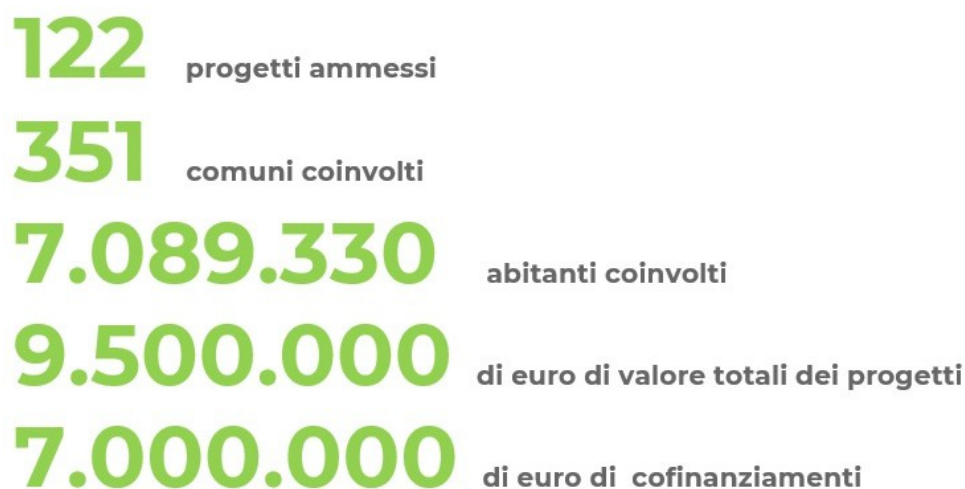 122 progetti ammessi
351 comuni coinvolti
7.089.330 abitanti coinvolti
9.500.000 di euro di valore totali dei progetti
7.000.000 di euro di cofinanziamenti